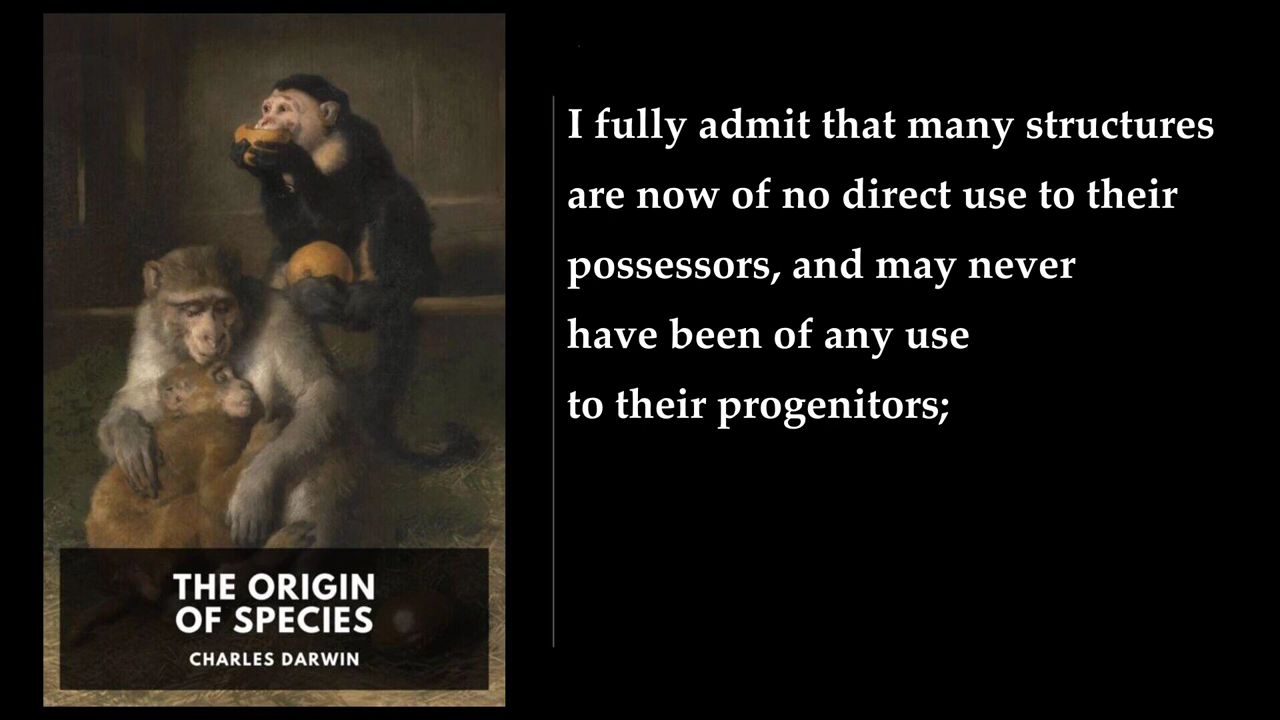 THE ORIGIN
OF SPECIES
CHARLES DARWIN
I fully admit that many structures
are now of no direct use to their
possessors, and may never
have been of any use
to their progenitors;